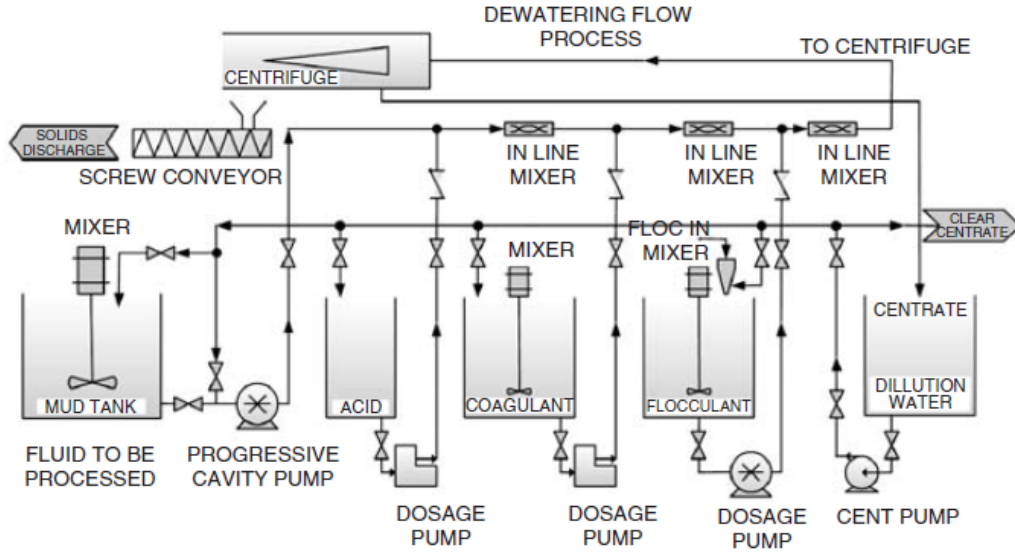 DEWATERING FLOW
PROCESS
TO CENTRIFUGE
CENTRIFUGE
SOLIDS
DISCHARGE
SCREW CONVEYOR
IN LINE
MIXER
IN LINE
MIXER
IN LINE
MIXER
MIXER
MIXER
FLOC IN
MIXER
CLEAR
CENTRATE
MUD TANK
ACID
COAGULANT
FLOCCULANT
CENTRATE
DILLUTION
WATER
FLUID TO BE
PROCESSED
PROGRESSIVE
CAVITY PUMP
DOSAGE
PUMP
DOSAGE
PUMP
DOSAGE
PUMP
CENT PUMP